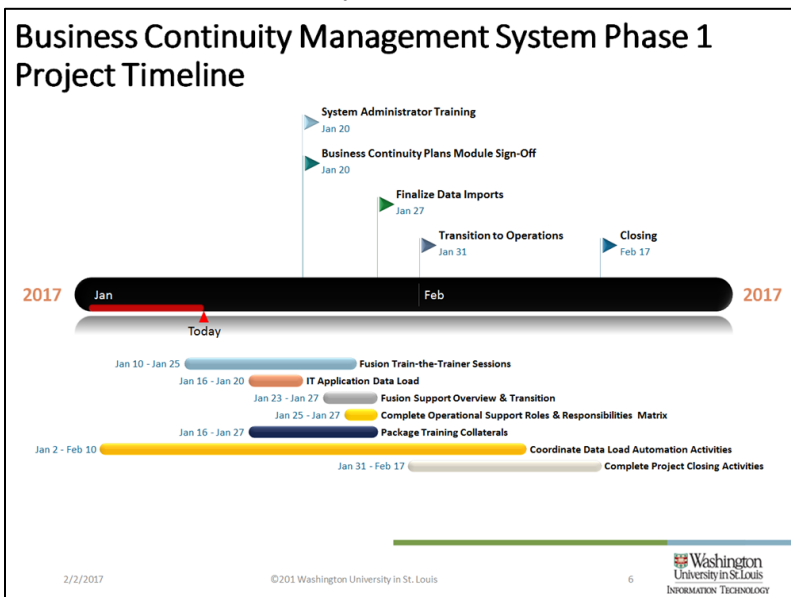 Business Continuity Management System Phase 1
Project Timeline
System Administrator Training
Jan 20
Business Continuity Plans Module Sign-Off
Jan 20
Finalize Data Imports
Jan 27
Transition to Operations
Jan 31
Closing
Feb 17
2017 Jan Feb 2017
Today
Jan 10 - Jan 25 Fusion Train-the-Trainer Sessions
Jan 16 - Jan 20 IT Application Data Load
Jan 23 - Jan 27 Fusion Support Overview & Transition
Jan 25 - Jan 27 Complete Operational Support Roles & Responsibilities Matrix
Jan 16 - Jan 27 Package Training Collaterals
Jan 2 - Feb 10 Coordinate Data Load Automation Activities
Jan 31 - Feb 17 Complete Project Closing Activities
2/2/2017 ©201 Washington University in St. Louis 6
Washington
University in St. Louis
INFORMATION TECHNOLOGY